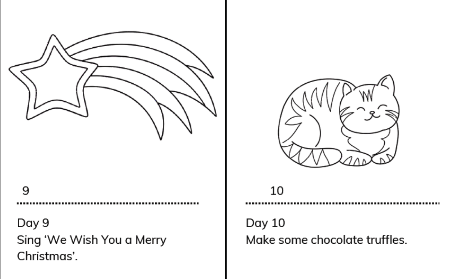 9
Day 9
Sing ‘We Wish You a Merry
Christmas’.
10
Day 10
Make some chocolate truffles.